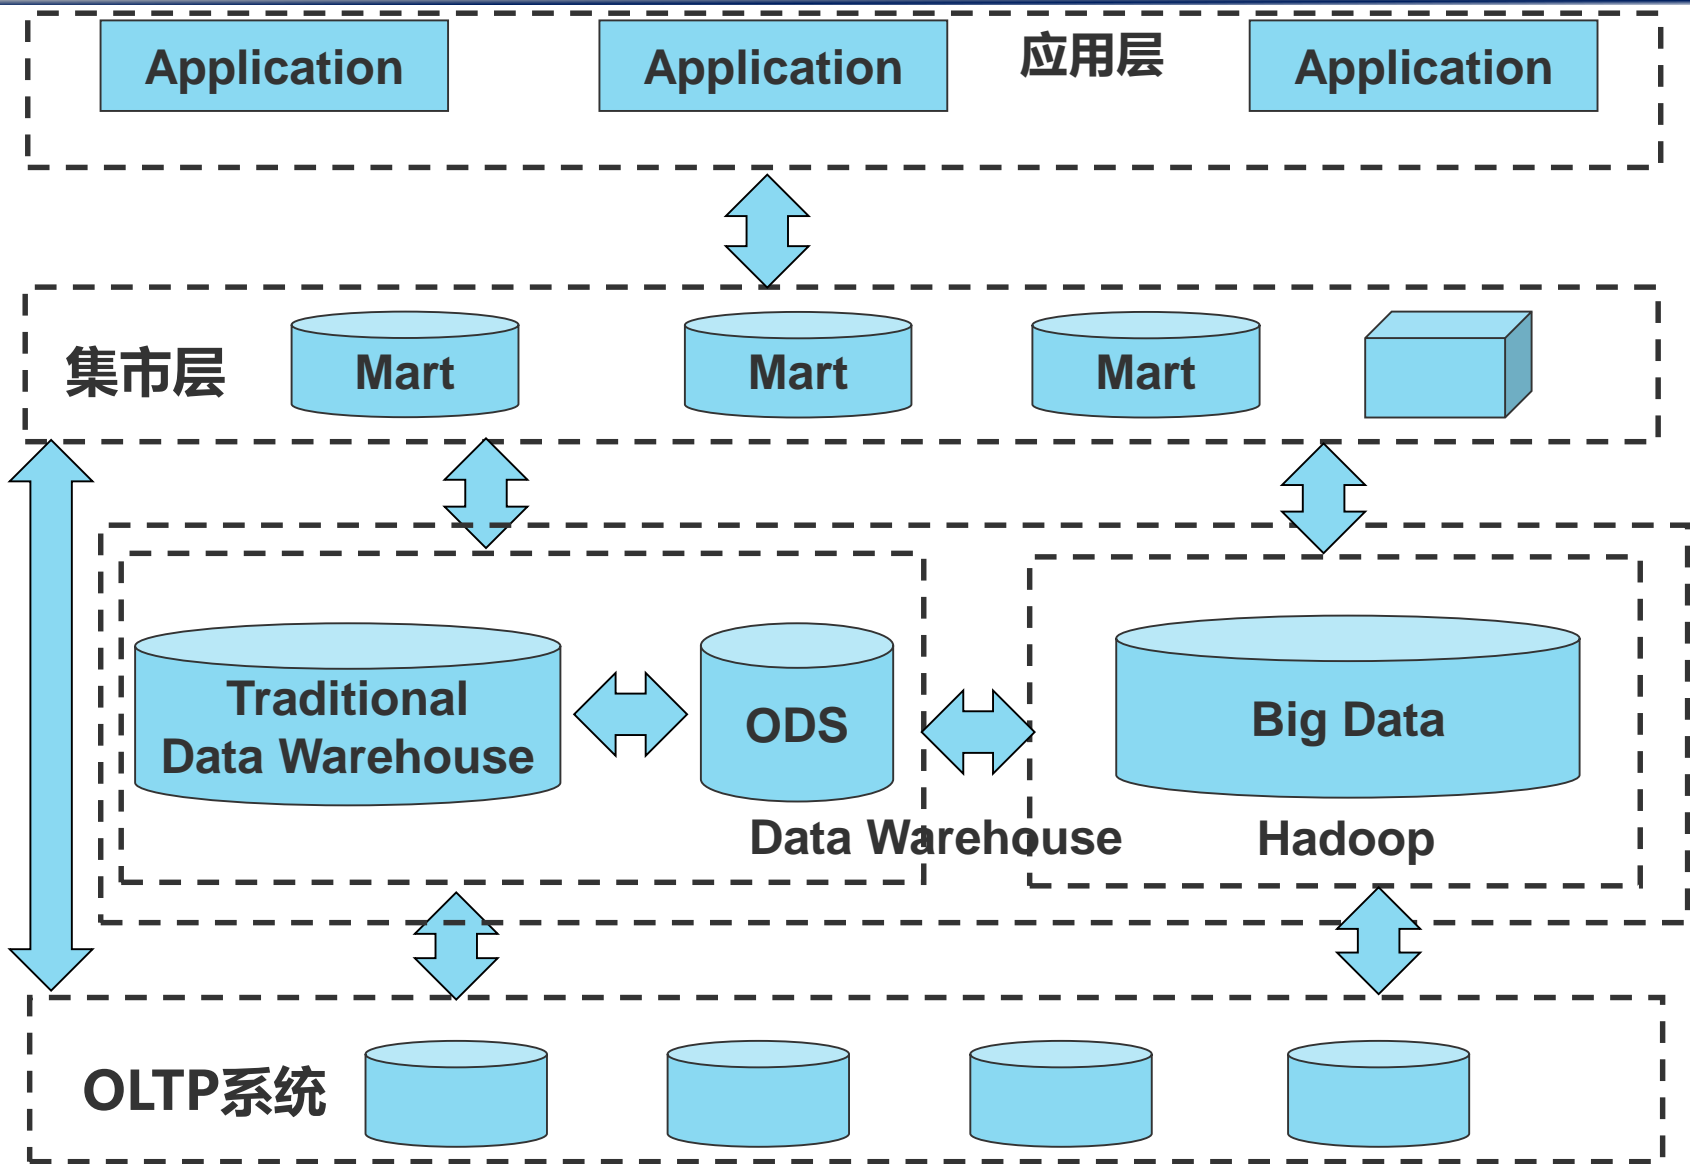 Application
Application
应用层
Application
集市层
Mart
Mart
Mart
Traditional
Data Warehouse
ODS
Big Data
Data Warehouse
Hadoop
OLTP系统